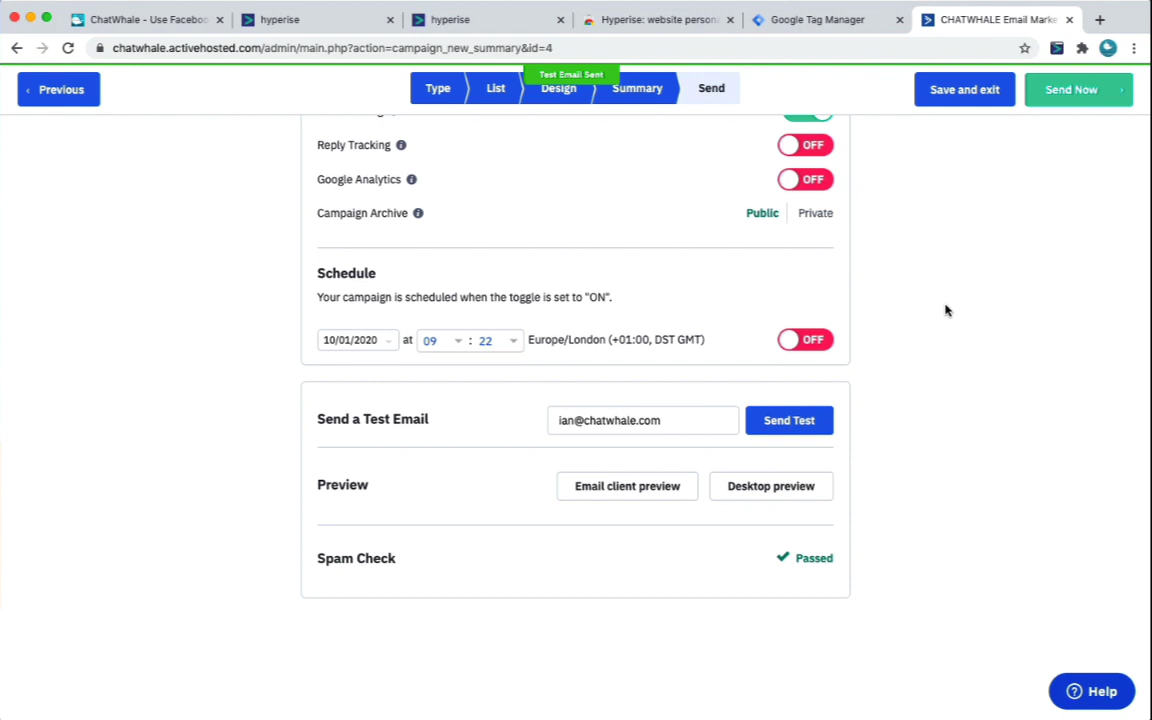 ChatWhale - Use Faceboo
hyperise
hyperise
Hyperise: website person
Google Tag Manager
CHATWHALE Email Marke
chatwhale.activehosted.com/admin/main.php?action=campaign_new_summary&id=4
Test Email Sent
Previous
Type
List
Design
Summary
Send
Save and exit
Send Now
Reply Tracking
OFF
Google Analytics
OFF
Campaign Archive
Public
Private
Schedule
Your campaign is scheduled when the toggle is set to "ON".
10/01/2020 at 09 : 22 Europe/London (+01:00, DST GMT)
OFF
Send a Test Email
ian@chatwhale.com
Send Test
Preview
Email client preview
Desktop preview
Spam Check
Passed
Help